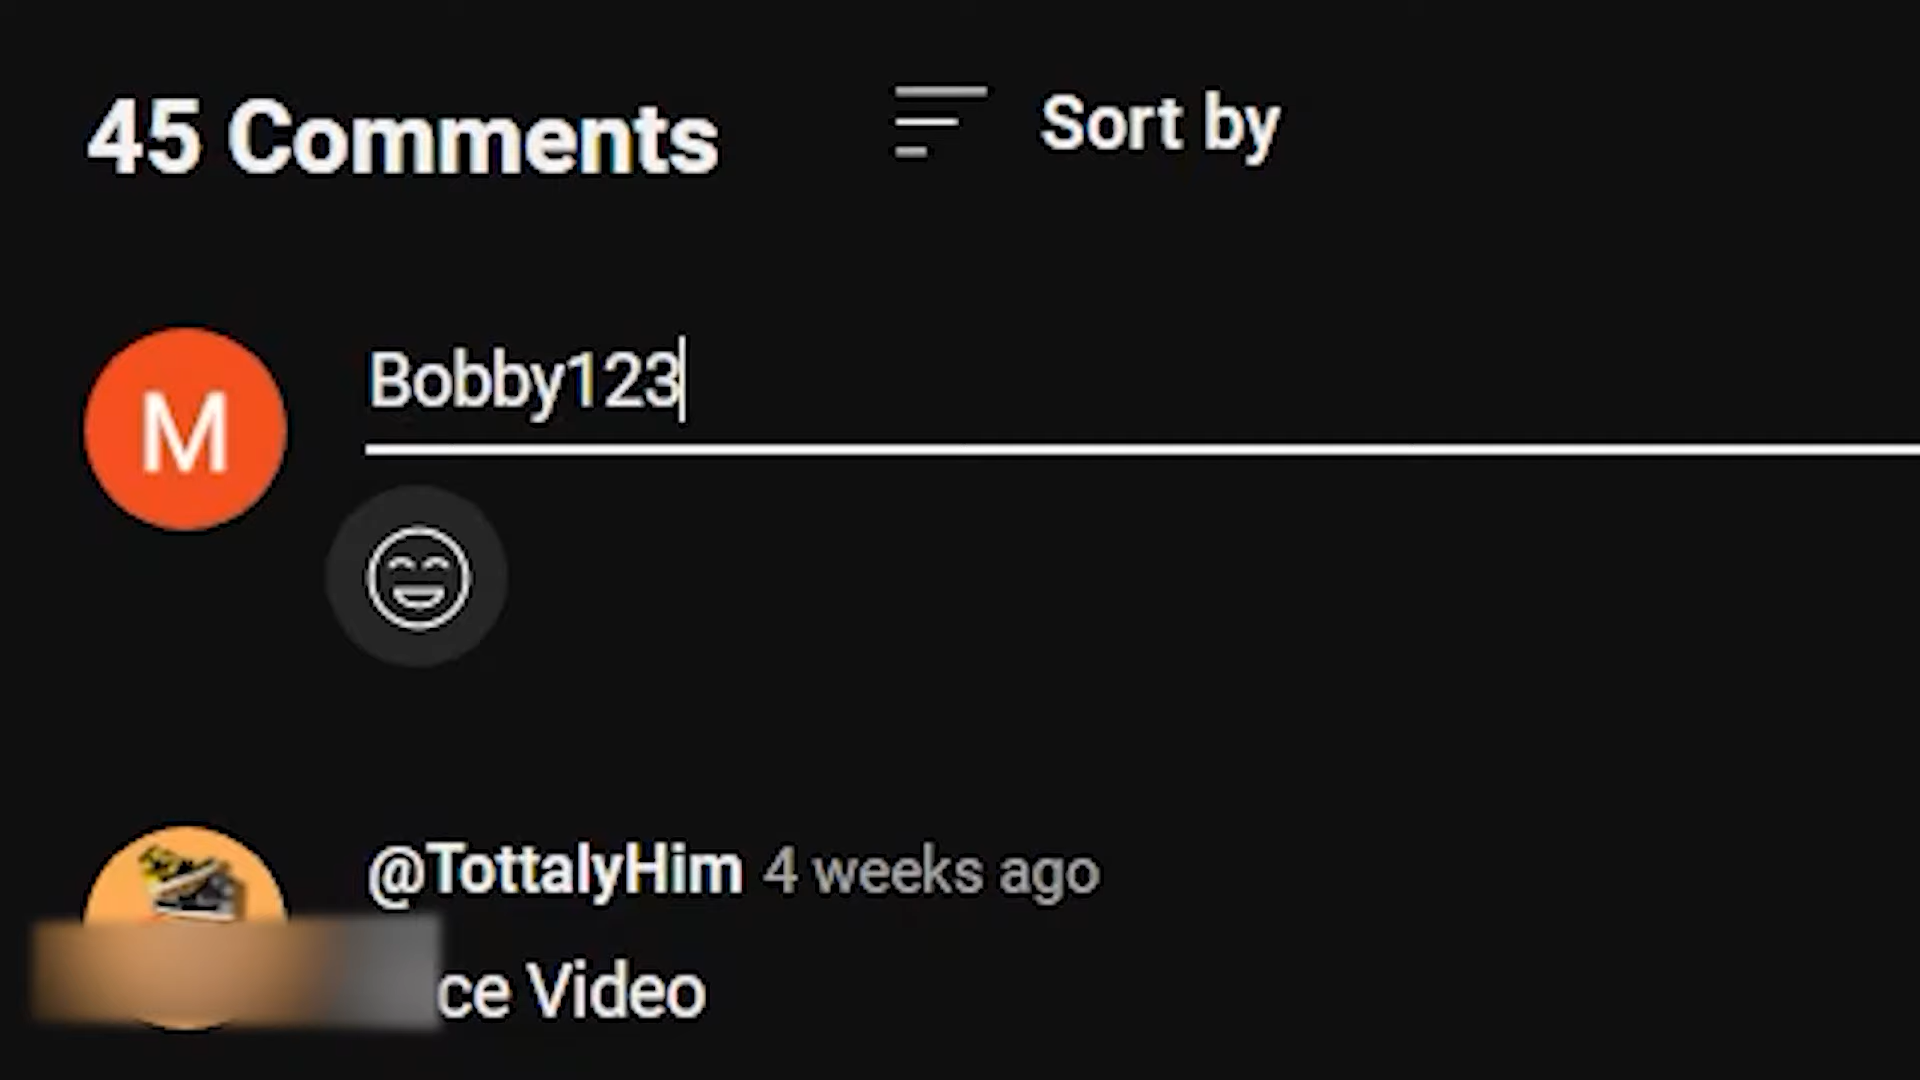 45 Comments
Sort by
M
Bobby123
@TottalyHim 4 weeks ago
ce Video